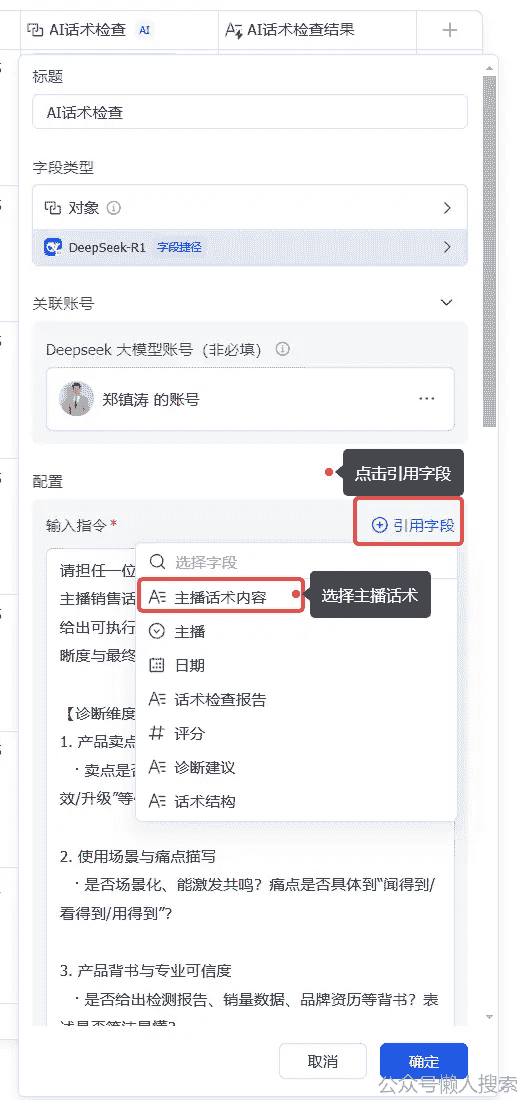 AI话术检查 AI
AI话术检查结果
标题
AI话术检查
字段类型
对象
DeepSeek-R1 字段捷径
关联账号
Deepseek 大模型账号（非必填）
郑镇涛 的账号
点击引用字段
配置
输入指令*
引用字段
选择字段
请担任一位
主播话术内容
选择主播话术
主播销售话
主播
给出可执行
晰度与最终
日期
话术检查报告
【诊断维度
评分
1. 产品卖点
诊断建议
· 卖点是否
话术结构
效/升级”等
2. 使用场景与痛点描写
· 是否场景化、能激发共鸣？痛点是否具体到“闻得到/
看得到/用得到”？
3. 产品背书与专业可信度
· 是否给出检测报告、销量数据、品牌资历等背书？表
述是否简洁易懂？
取消
确定
公众号懒人搜索